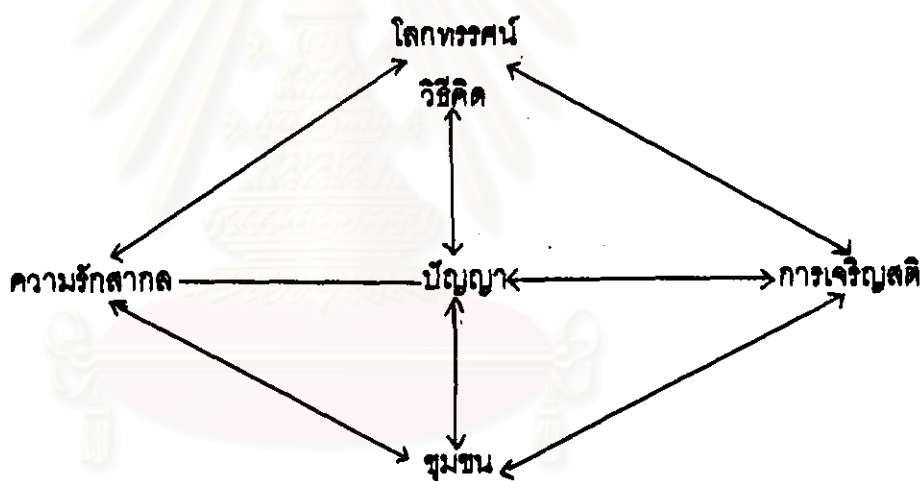 โลกทรรศน์
วิธีคิด
ความรักสากล ปัญญา การเจริญสติ
ชุมชน